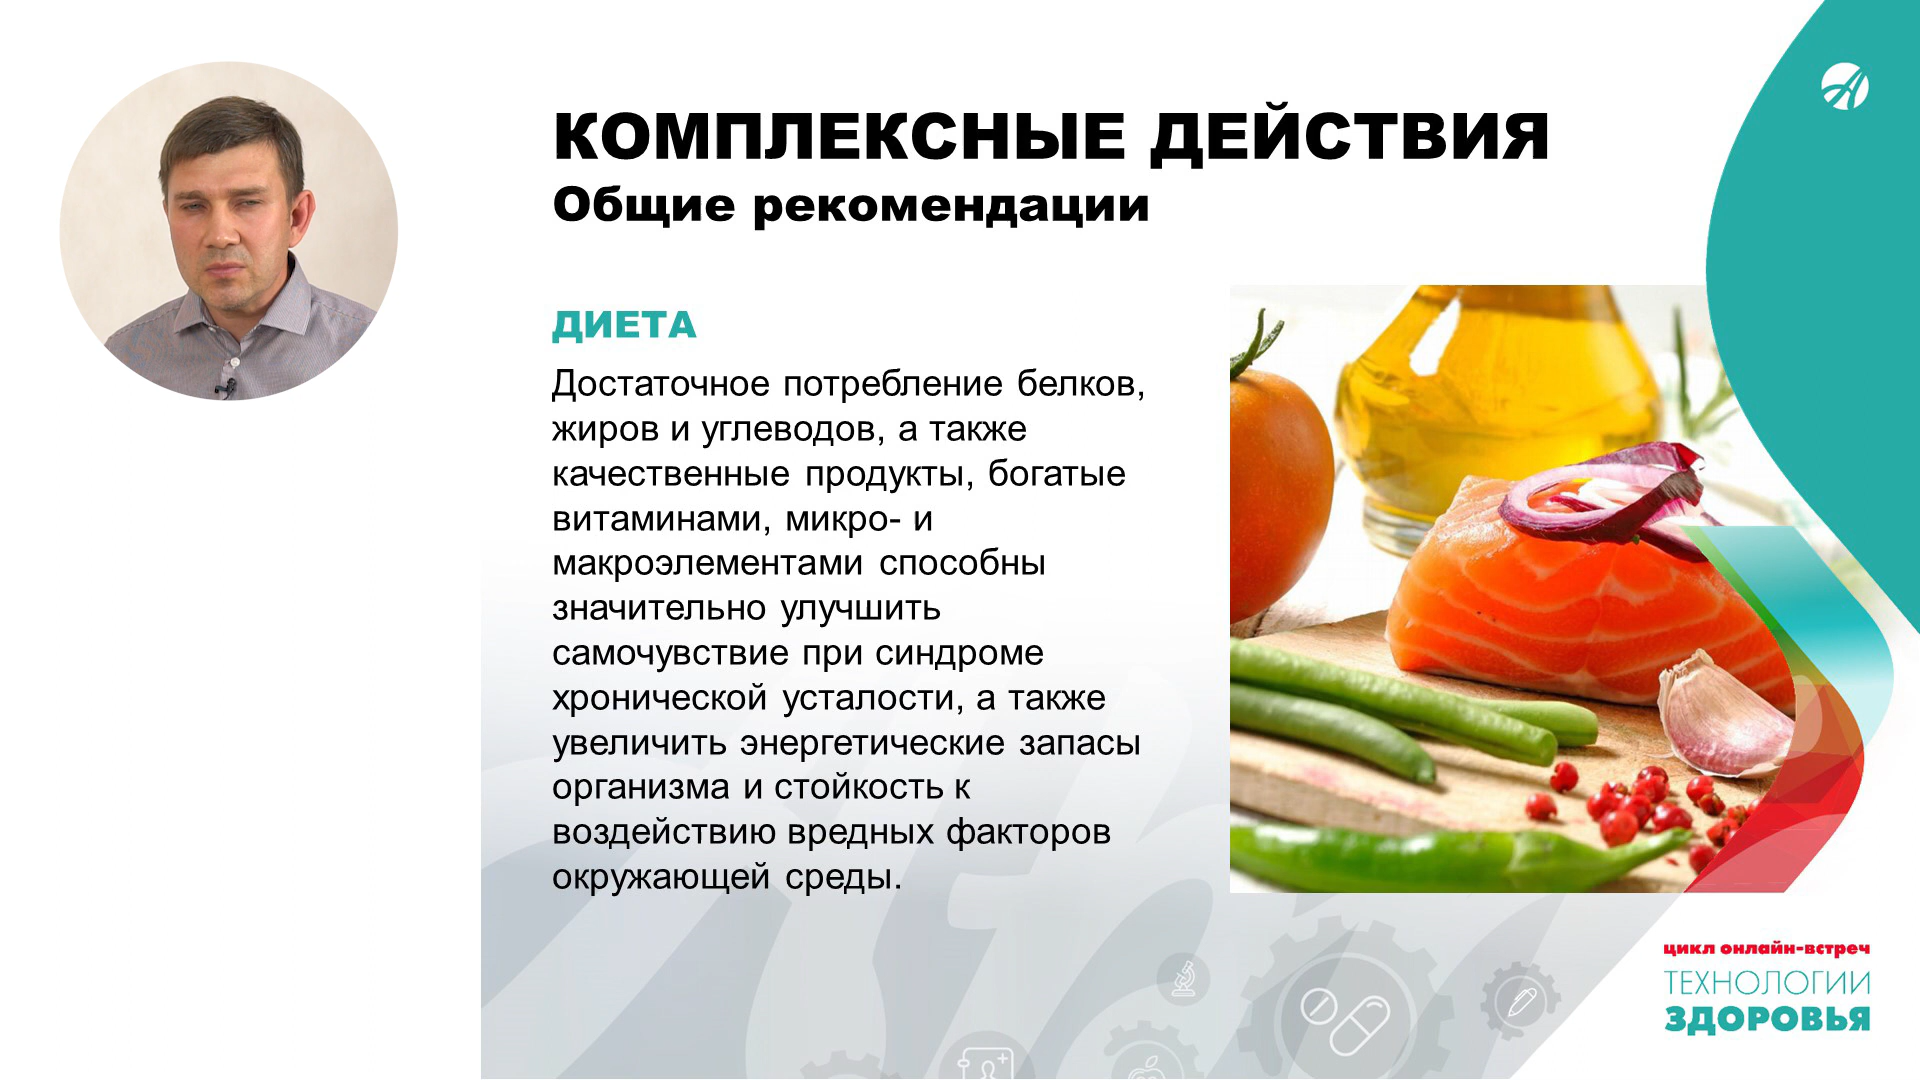 КОМПЛЕКСНЫЕ ДЕЙСТВИЯ
Общие рекомендации
ДИЕТА
Достаточное потребление белков,
жиров и углеводов, а также
качественные продукты, богатые
витаминами, микро- и
макроэлементами способны
значительно улучшить
самочувствие при синдроме
хронической усталости, а также
увеличить энергетические запасы
организма и стойкость к
воздействию вредных факторов
окружающей среды.
цикл онлайн-встреч
ТЕХНОЛОГИИ
ЗДОРОВЬЯ